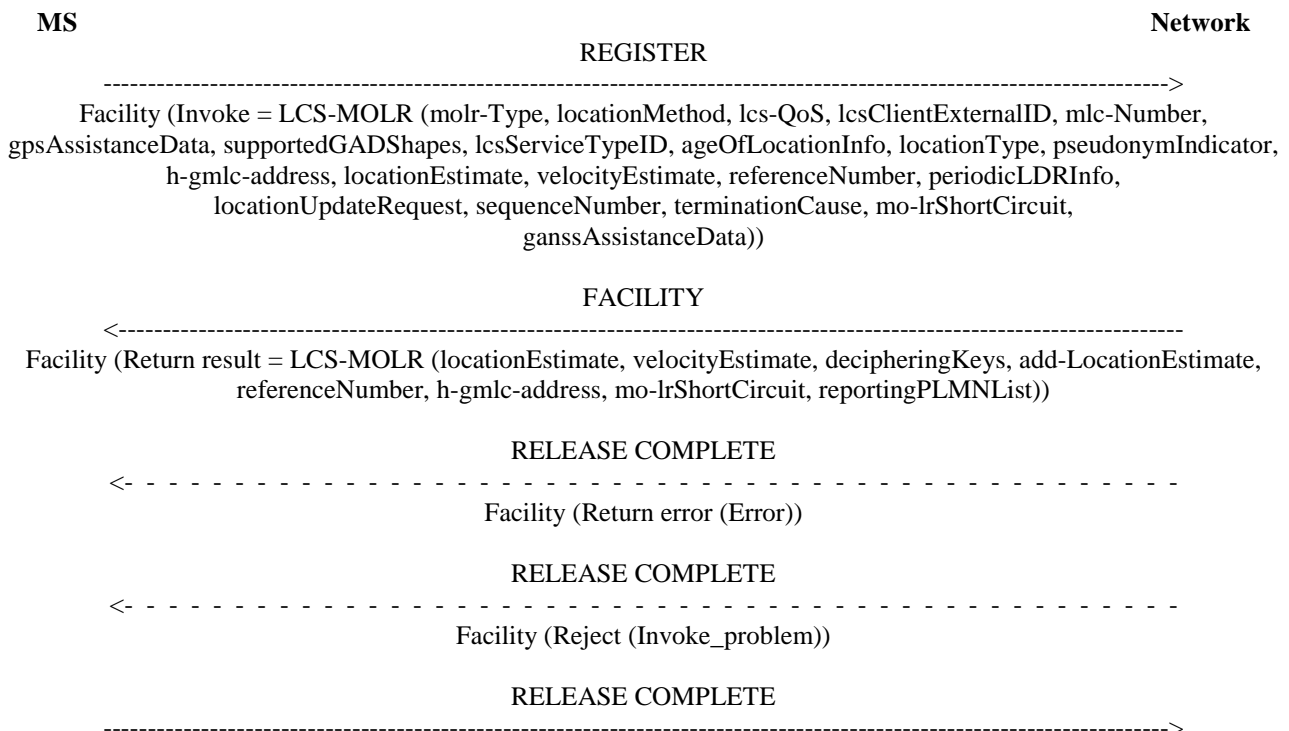 MS Network
REGISTER
------------------------------------------------------------------------------------------------------------------------->
Facility (Invoke = LCS-MOLR (molr-Type, locationMethod, lcs-QoS, lcsClientExternalID, mlc-Number,
gpsAssistanceData, supportedGADShapes, lcsServiceTypeID, ageOfLocationInfo, locationType, pseudonymIndicator,
h-gmlc-address, locationEstimate, velocityEstimate, referenceNumber, periodicLDRInfo,
locationUpdateRequest, sequenceNumber, terminationCause, mo-lrShortCircuit,
ganssAssistanceData))
FACILITY
<-------------------------------------------------------------------------------------------------------------------------
Facility (Return result = LCS-MOLR (locationEstimate, velocityEstimate, decipheringKeys, add-LocationEstimate,
referenceNumber, h-gmlc-address, mo-lrShortCircuit, reportingPLMNList))
RELEASE COMPLETE
<- - - - - - - - - - - - - - - - - - - - - - - - - - - - - - - - - - - - - - - - - - - - - - -
Facility (Return error (Error))
RELEASE COMPLETE
<- - - - - - - - - - - - - - - - - - - - - - - - - - - - - - - - - - - - - - - - - - - - - - -
Facility (Reject (Invoke_problem))
RELEASE COMPLETE
------------------------------------------------------------------------------------------------------------------------->